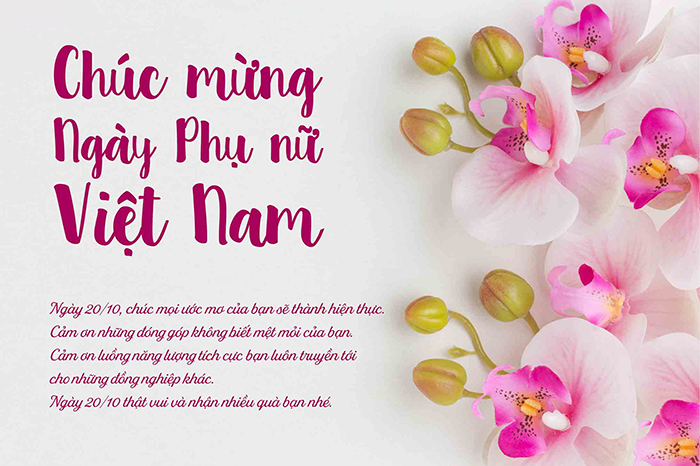 Chúc mừng
Ngày Phụ nữ
Việt Nam
Ngày 20/10, chúc mọi ước mơ của bạn sẽ thành hiện thực.
Cảm ơn những đóng góp không biết mệt mỏi của bạn.
Cảm ơn luồng năng lượng tích cực bạn luôn truyền tới
cho những đồng nghiệp khác.
Ngày 20/10 thật vui và nhận nhiều quà bạn nhé.